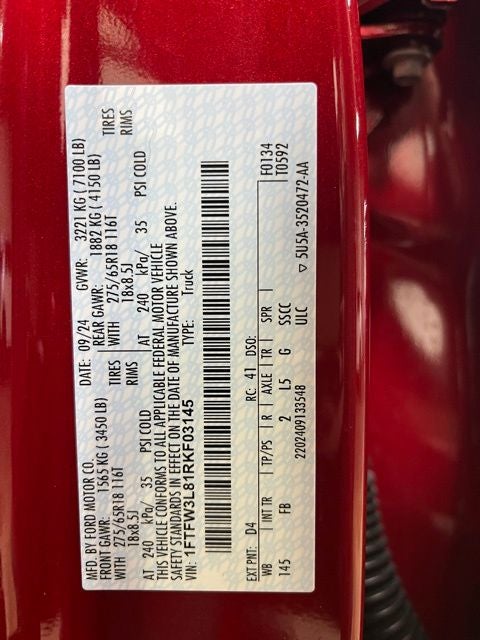 MFD. BY FORD MOTOR CO.
DATE: 09/24 GVWR: 3221 KG ( 7100 LB)
FRONT GAWR: 1565 KG ( 3450 LB) REAR GAWR: 1882 KG ( 4150 LB)
WITH 275/65R18 116T TIRES WITH 275/65R18 116T TIRES
18x8.5J RIMS 18x8.5J RIMS
AT 240 kPa/ 35 PSI COLD AT 240 kPa/ 35 PSI COLD
THIS VEHICLE CONFORMS TO ALL APPLICABLE FEDERAL MOTOR VEHICLE
SAFETY STANDARDS IN EFFECT ON THE DATE OF MANUFACTURE SHOWN ABOVE.
VIN: 1FTFW3L81RKF03145 TYPE: Truck
F0134
T0592
EXT PNT: D4 RC: 41 DSO:
WB INT TR TP/PS R AXLE TR SPR
145 FB 2 L5 G SSCC
2202409133548 ULC
▽ 5U5A-3520472-AA